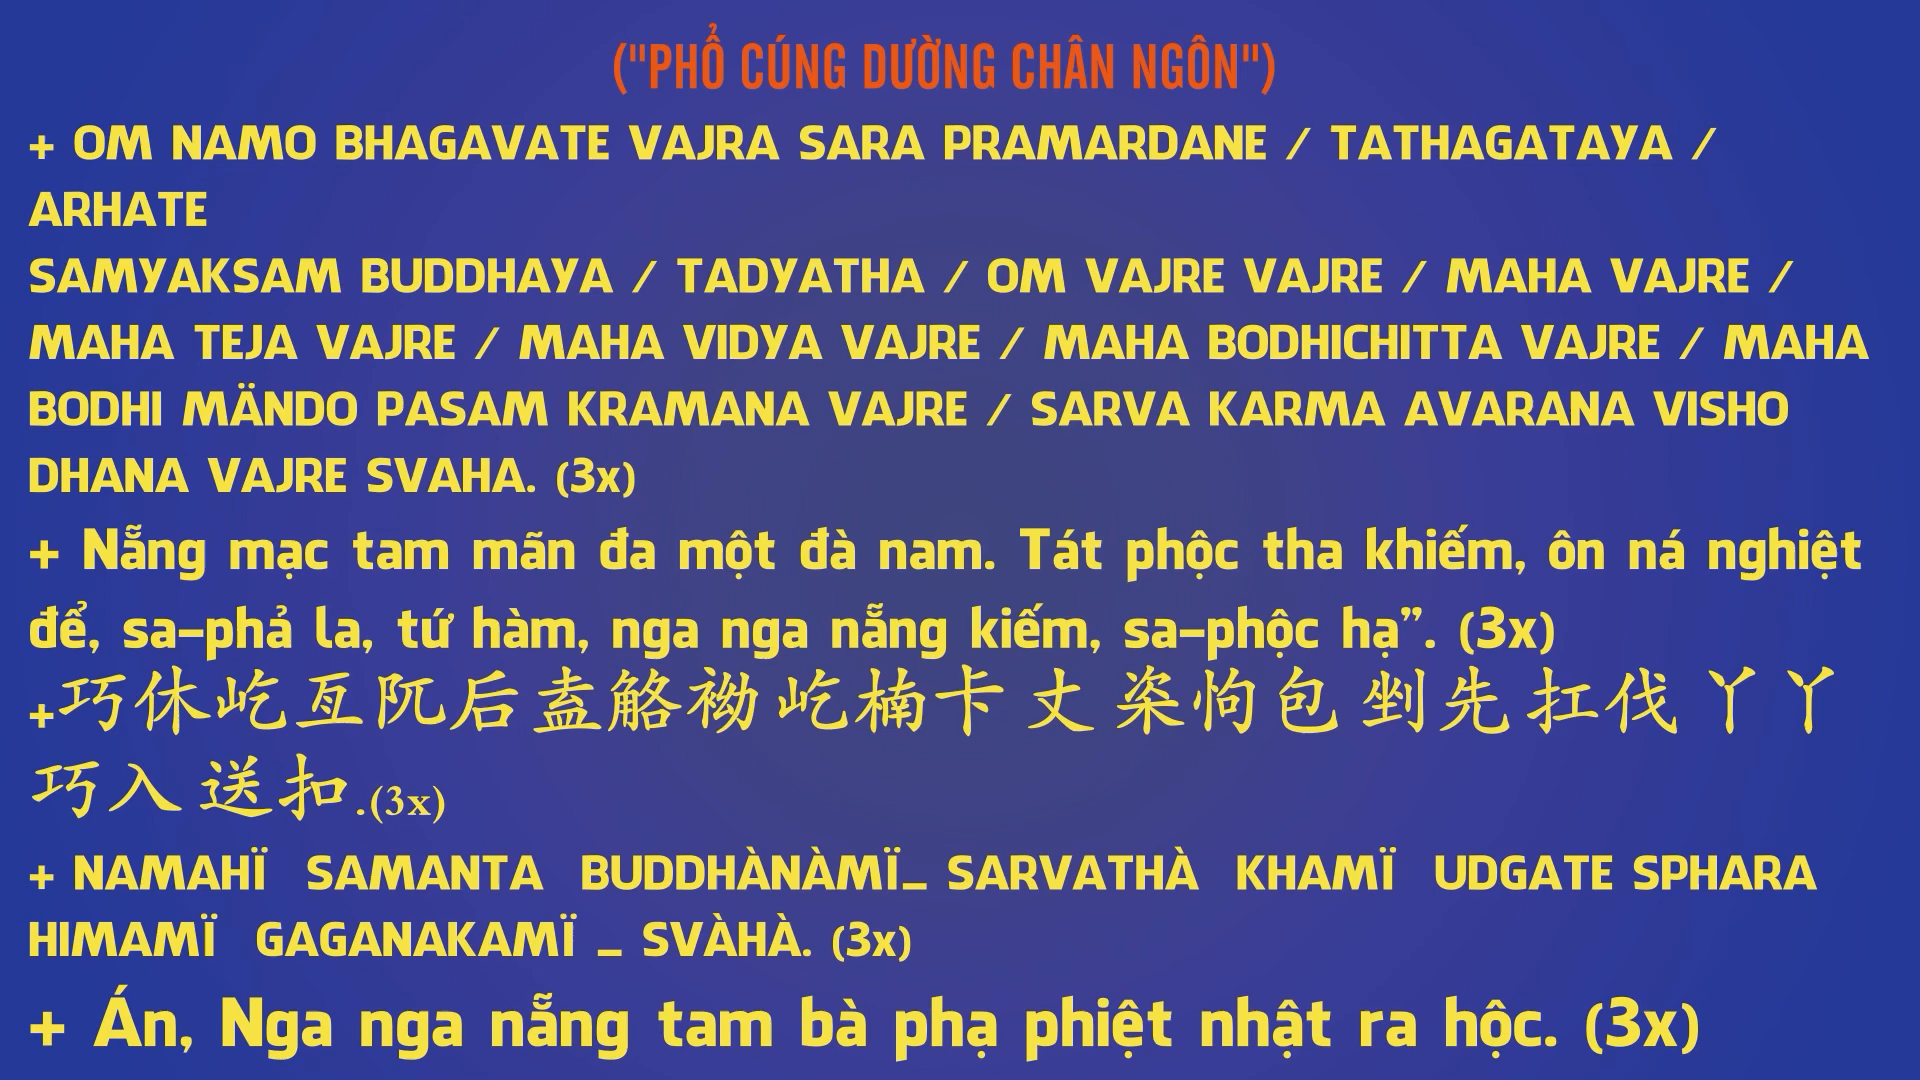 ("PHỔ CÚNG DƯỜNG CHÂN NGÔN")
+ OM NAMO BHAGAVATE VAJRA SARA PRAMARDANE / TATHAGATAYA /
ARHATE
SAMYAKSAM BUDDHAYA / TADYATHA / OM VAJRE VAJRE / MAHA VAJRE /
MAHA TEJA VAJRE / MAHA VIDYA VAJRE / MAHA BODHICHITTA VAJRE / MAHA
BODHI MÄNDO PASAM KRAMANA VAJRE / SARVA KARMA AVARANA VISHO
DHANA VAJRE SVAHA. (3x)
+ Nẵng mạc tam mãn đa một đà nam. Tát phộc tha khiếm, ôn ná nghiệt
để, sa-phả la, tứ hàm, nga nga nẵng kiếm, sa-phộc hạ”. (3x)
+巧休屹亙阢后盍觡袎屹楠卡 丈 桼怐包 剉先扛伐 丫丫
巧入 送扣.(3x)
+ NAMAHÏ SAMANTA BUDDHÀNÀMÏ_ SARVATHÀ KHAMÏ UDGATE SPHARA
HIMAMÏ GAGANAKAMÏ _ SVÀHÀ. (3x)
+ Án, Nga nga nẵng tam bà phạ phiệt nhật ra hộc. (3x)